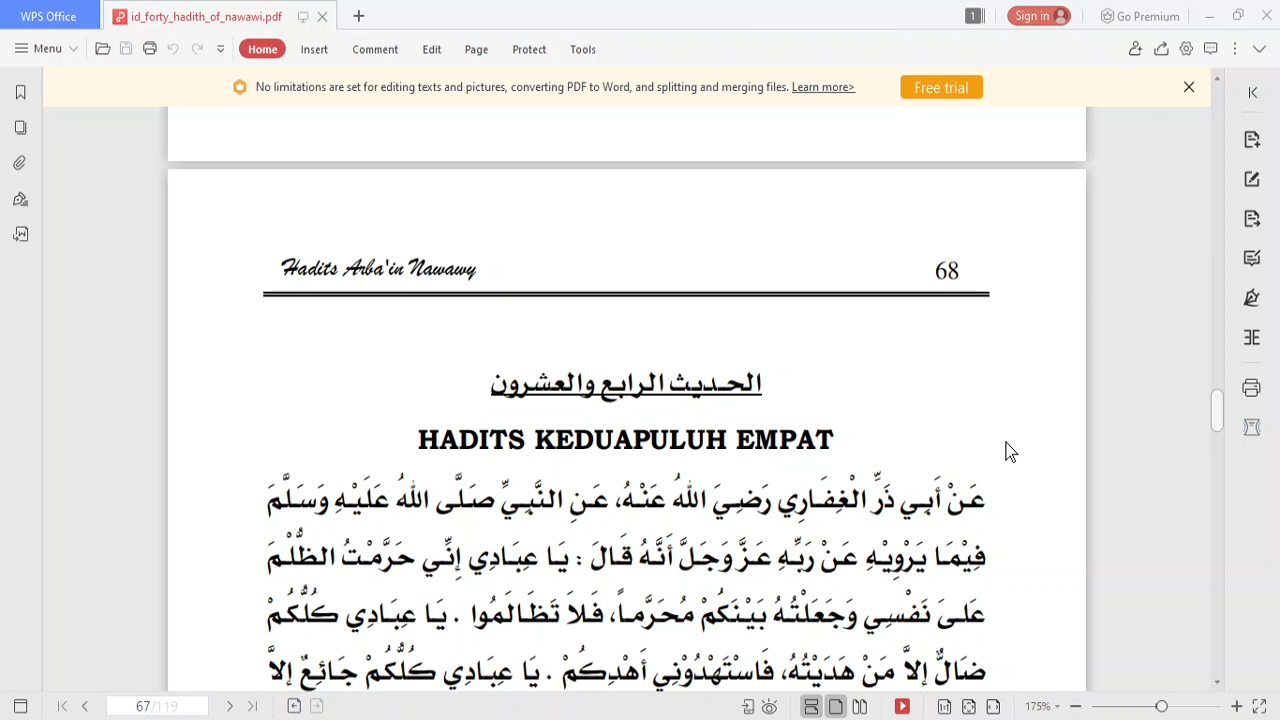 WPS Office
id_forty_hadith_of_nawawi.pdf
1
Sign in
Go Premium
Menu
Home
Insert
Comment
Edit
Page
Protect
Tools
No limitations are set for editing texts and pictures, converting PDF to Word, and splitting and merging files. Learn more>
Free trial
Hadits Arba'in Nawawy
68
الحديث الرابع والعشرون
HADITS KEDUAPULUH EMPAT
عَنْ أَبِي ذَرٍّ الْغِفَارِي رَضِيَ اللهُ عَنْهُ، عَنِ النَّبِيِّ صَلَّى اللهُ عَلَيْهِ وَسَلَّمَ
فِيْمَا يَرْوِيْهِ عَنْ رَبِّهِ عَزَّ وَجَلَّ أَنَّهُ قَالَ : يَا عِبَادِي إِنِّي حَرَّمْتُ الظُّلْمَ
عَلىَ نَفْسِي وَجَعَلْتُهُ بَيْنَكُمْ مُحَرَّماً، فَلاَ تَظَالَمُوا . يَا عِبَادِي كُلُّكُمْ
ضَالٌّ إِلاَّ مَنْ هَدَيْتُهُ، فَاسْتَهْدُوْنِي أَهْدِكُمْ . يَا عِبَادِي كُلُّكُمْ جَائِعٌ إِلاَّ
67/119
175%